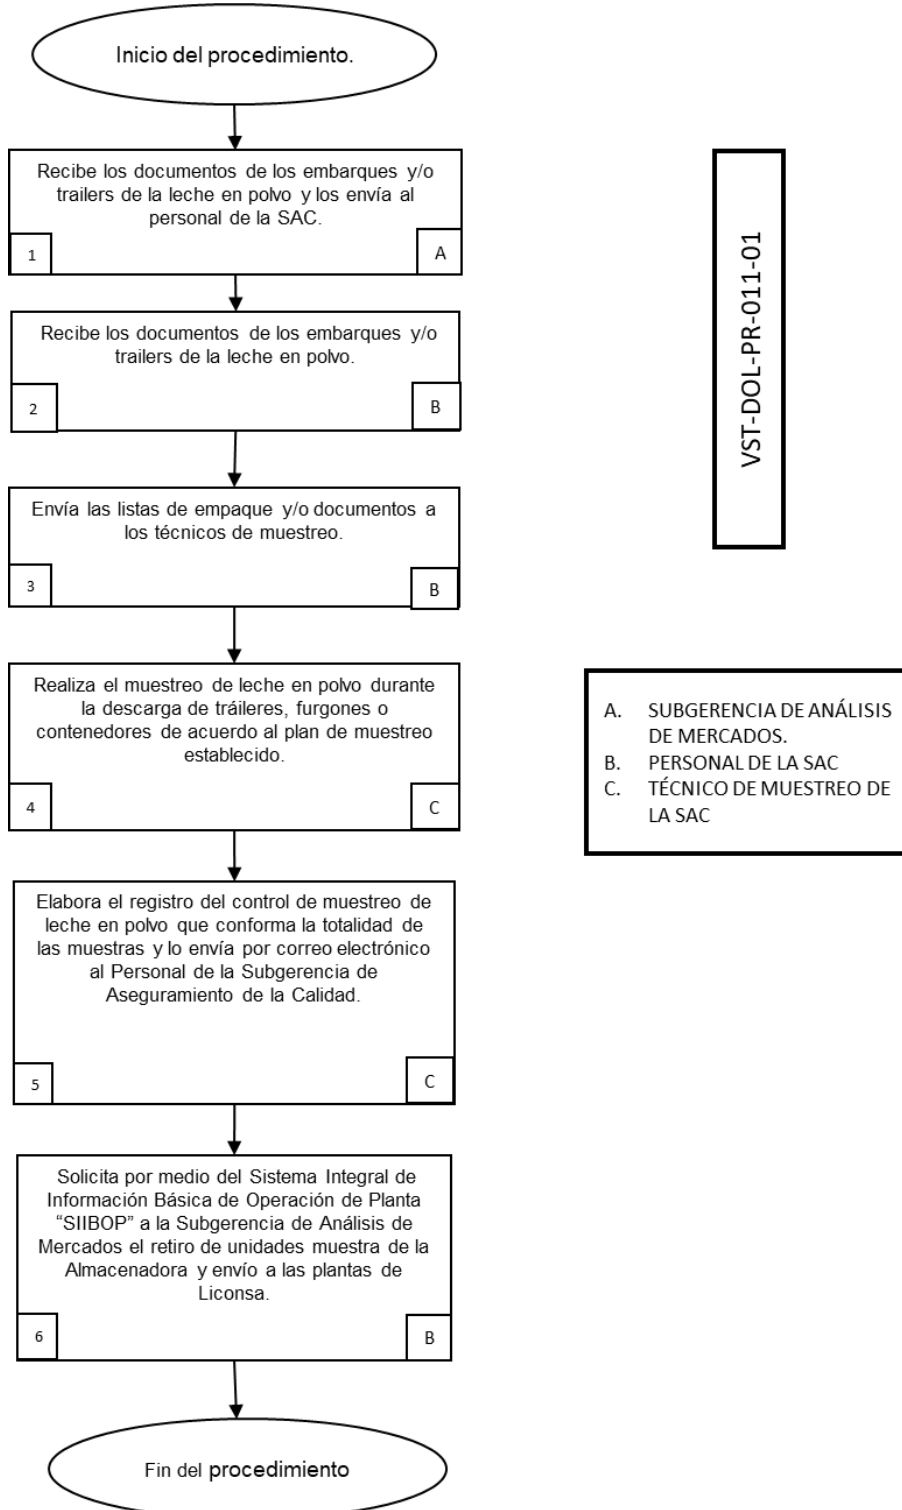 Inicio del procedimiento.
Recibe los documentos de los embarques y/o
trailers de la leche en polvo y los envía al
personal de la SAC.
1
A
Recibe los documentos de los embarques y/o
trailers de la leche en polvo.
2
B
Envía las listas de empaque y/o documentos a
los técnicos de muestreo.
3
B
Realiza el muestreo de leche en polvo durante
la descarga de tráileres, furgones o
contenedores de acuerdo al plan de muestreo
establecido.
4
C
Elabora el registro del control de muestreo de
leche en polvo que conforma la totalidad de
las muestras y lo envía por correo electrónico
al Personal de la Subgerencia de
Aseguramiento de la Calidad.
5
C
Solicita por medio del Sistema Integral de
Información Básica de Operación de Planta
“SIIBOP” a la Subgerencia de Análisis de
Mercados el retiro de unidades muestra de la
Almacenadora y envío a las plantas de
Liconsa.
6
B
Fin del procedimiento
VST-DOL-PR-011-01
A. SUBGERENCIA DE ANÁLISIS
DE MERCADOS.
B. PERSONAL DE LA SAC
C. TÉCNICO DE MUESTREO DE
LA SAC